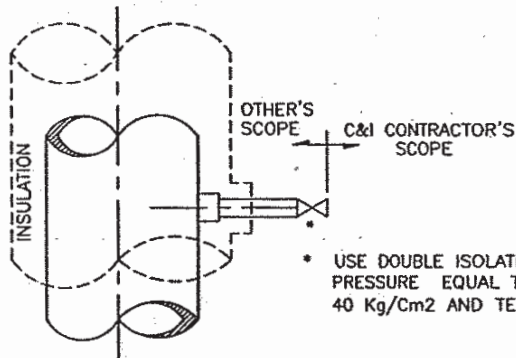 INSULATION
OTHER'S
SCOPE
C&I CONTRACTOR'S
SCOPE
*
* USE DOUBLE ISOLAT
PRESSURE EQUAL T
40 Kg/Cm2 AND TE